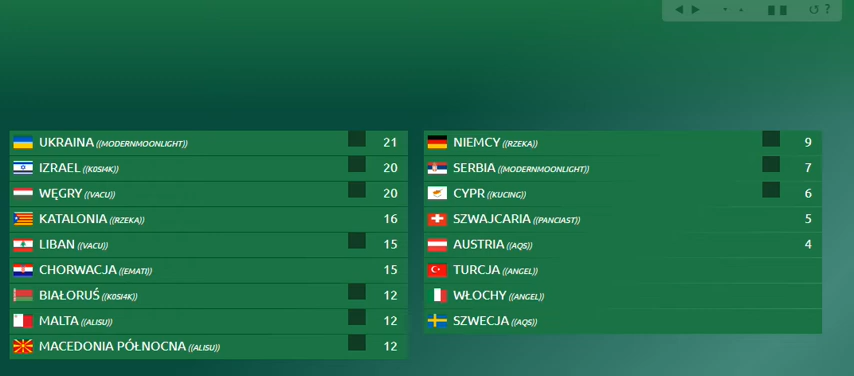 ?
UKRAINA ((MODERNMOONLIGHT)) 21
IZRAEL ((K0SI4K)) 20
WĘGRY ((VACU)) 20
KATALONIA ((RZEKA)) 16
LIBAN ((VACU)) 15
CHORWACJA ((EMATI)) 15
BIAŁORUŚ ((K0SI4K)) 12
MALTA ((ALISU)) 12
MACEDONIA PÓŁNOCNA ((ALISU)) 12
NIEMCY ((RZEKA)) 9
SERBIA ((MODERNMOONLIGHT)) 7
CYPR ((KUCING)) 6
SZWAJCARIA ((PANCIAST)) 5
AUSTRIA ((AQS)) 4
TURCJA ((ANGEL))
WŁOCHY ((ANGEL))
SZWECJA ((AQS))